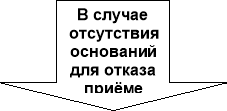 В случае
отсутствия
оснований
для отказа
приёме